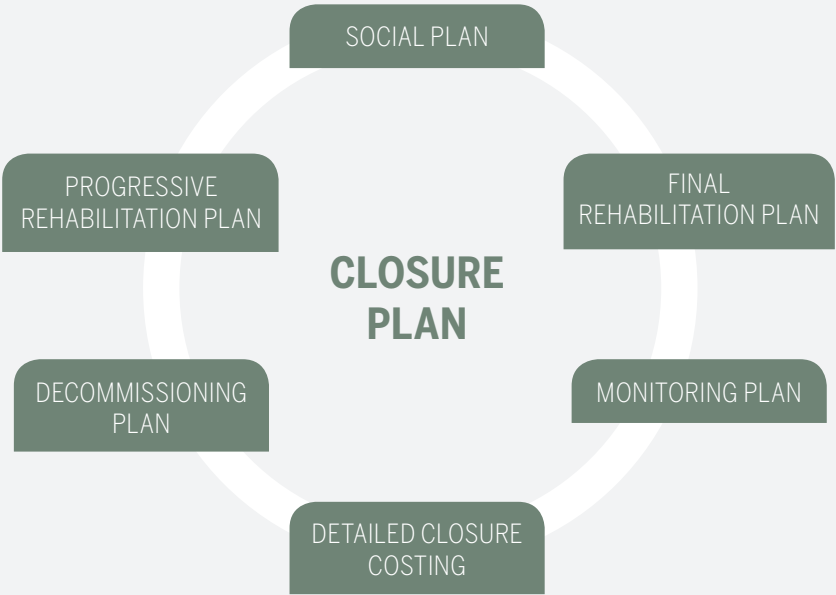 SOCIAL PLAN
PROGRESSIVE
REHABILITATION PLAN
FINAL
REHABILITATION PLAN
CLOSURE
PLAN
DECOMMISSIONING
PLAN
MONITORING PLAN
DETAILED CLOSURE
COSTING